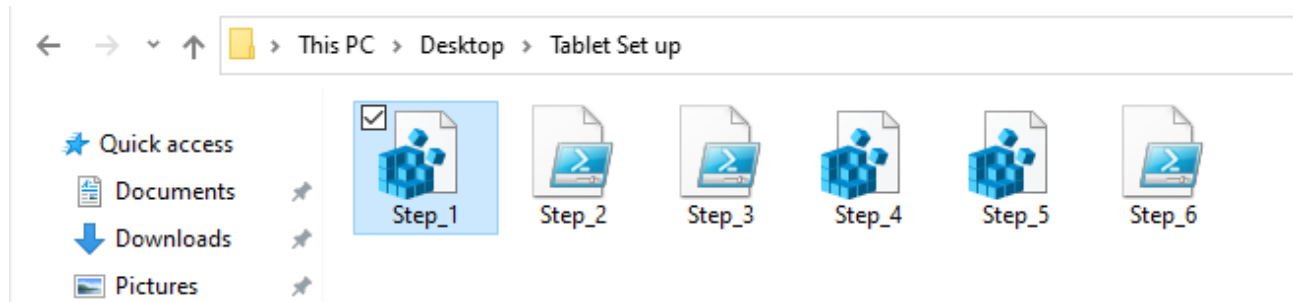 This PC > Desktop > Tablet Set up
Quick access
Documents
Downloads
Pictures
Step_1
Step_2
Step_3
Step_4
Step_5
Step_6